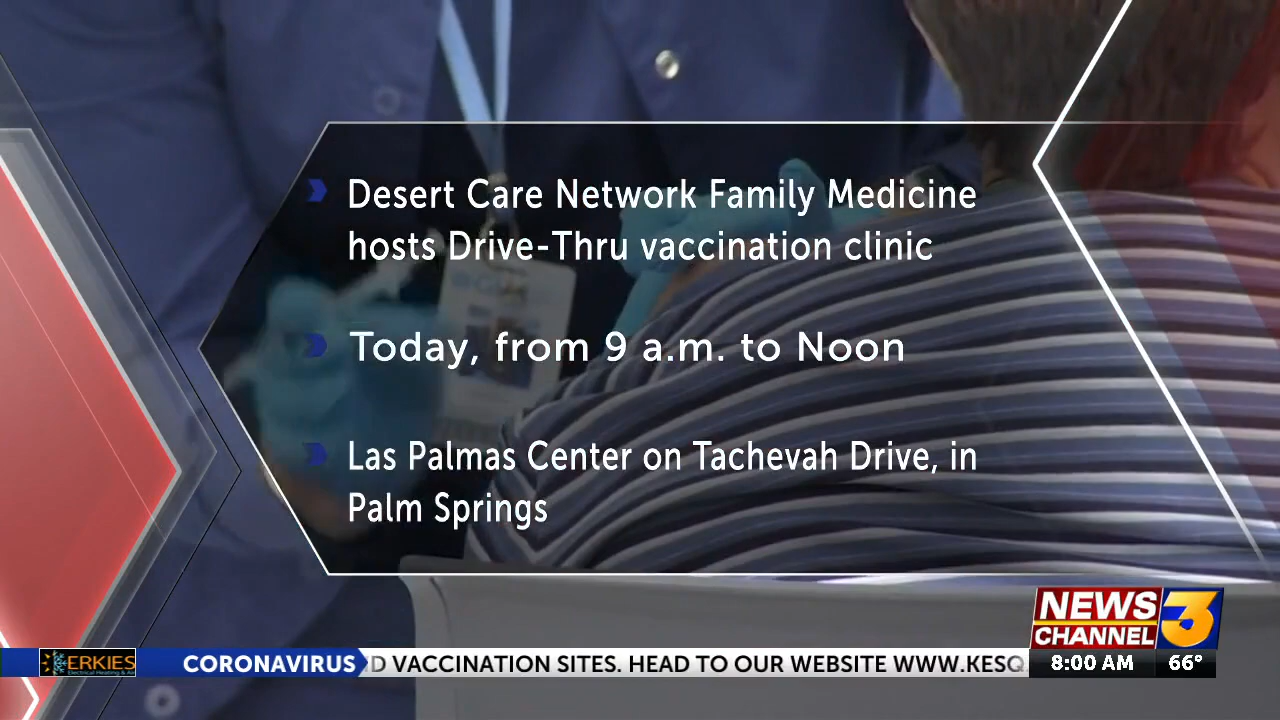 Desert Care Network Family Medicine
hosts Drive-Thru vaccination clinic
Today, from 9 a.m. to Noon
Las Palmas Center on Tachevah Drive, in
Palm Springs
NEWS
CHANNEL 3
ERKIES
CORONAVIRUS
D VACCINATION SITES. HEAD TO OUR WEBSITE WWW.KESQ
8:00 AM 66°